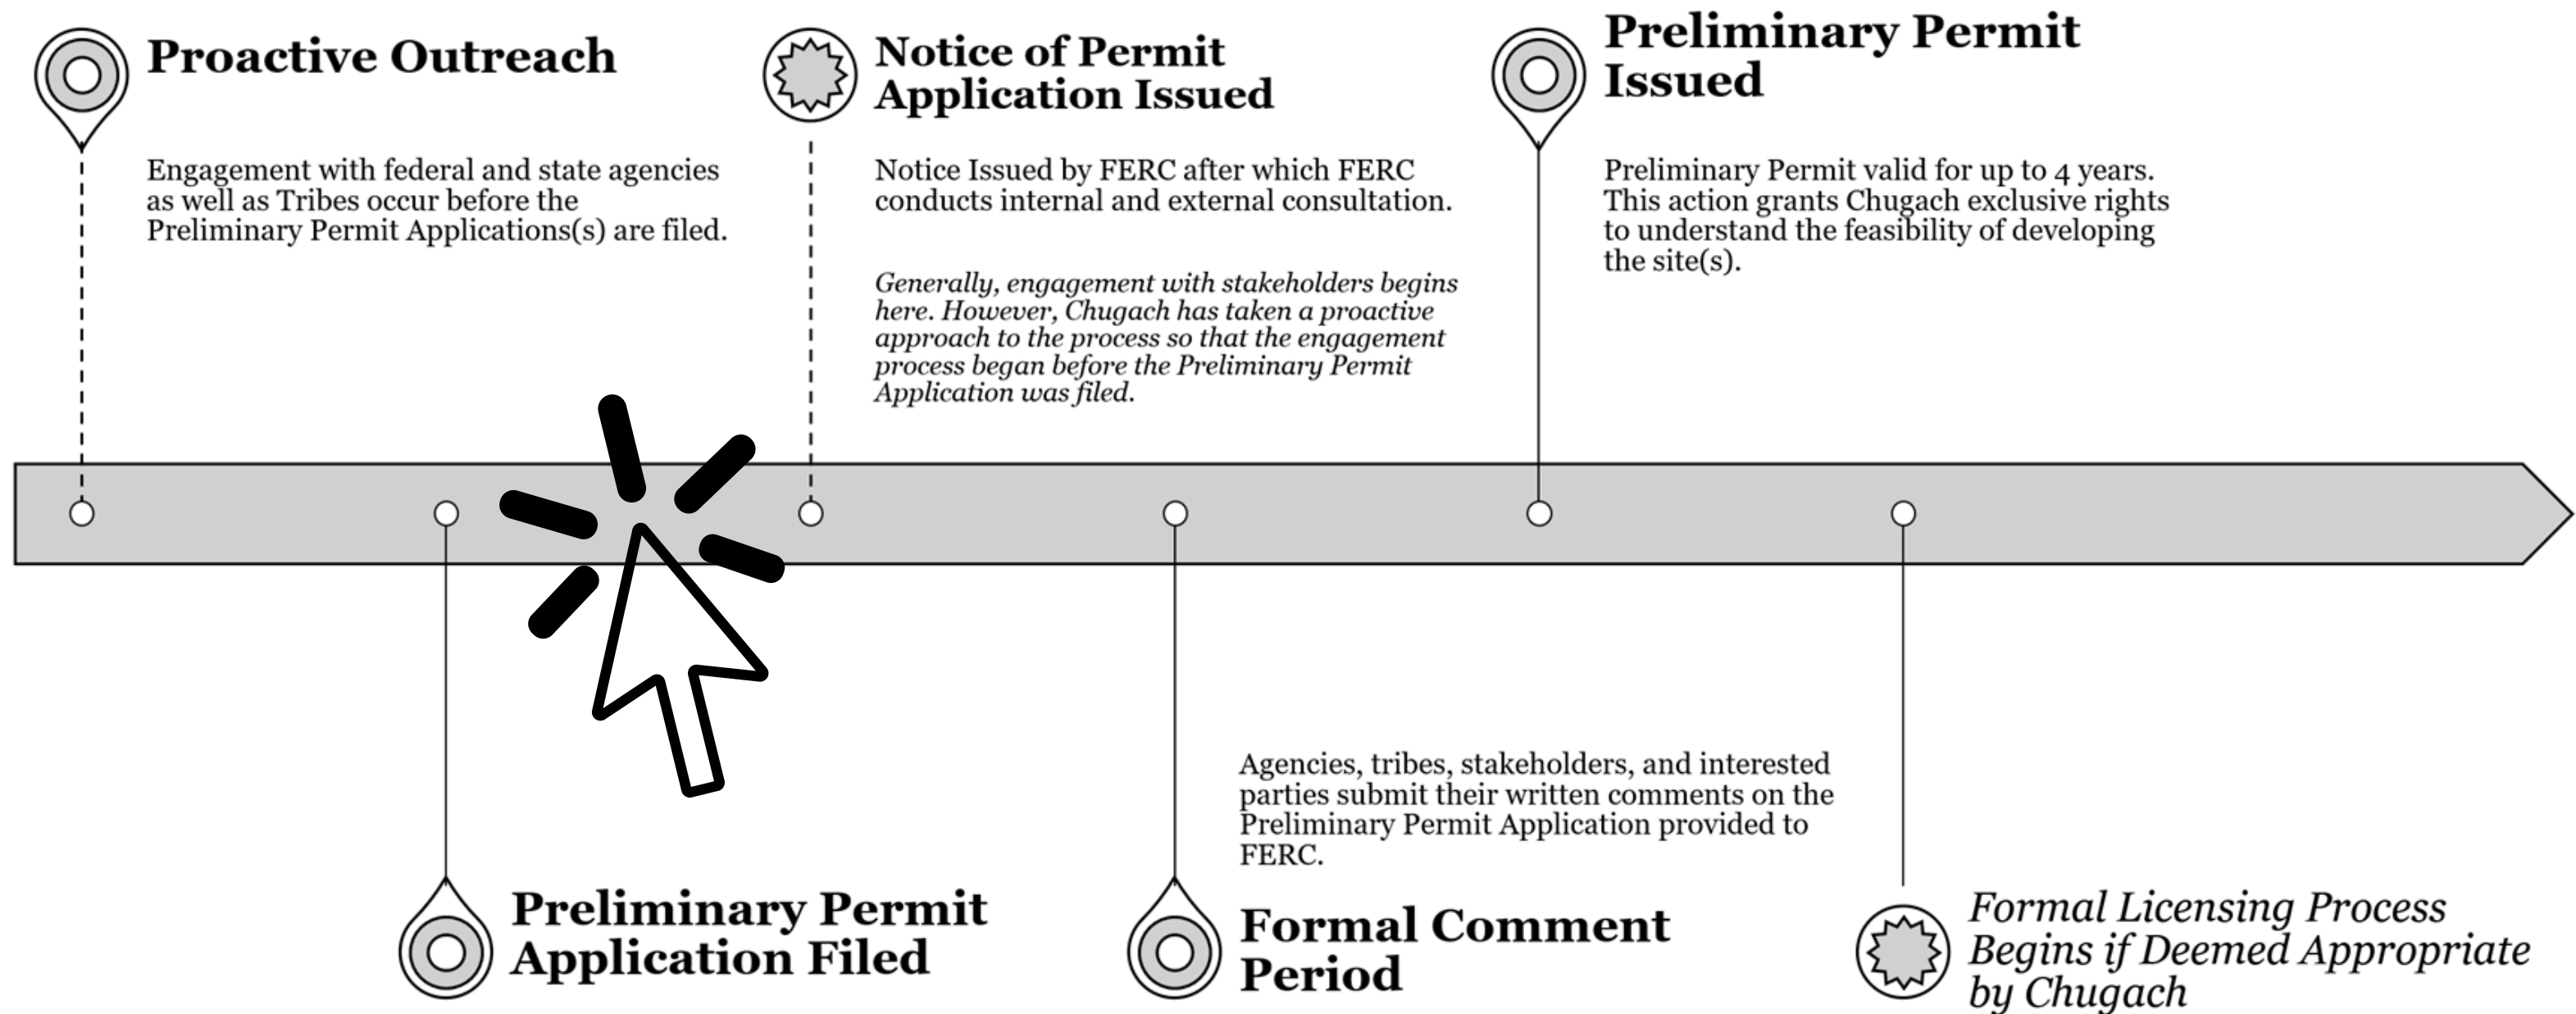 Proactive Outreach
Engagement with federal and state agencies
as well as Tribes occur before the
Preliminary Permit Applications(s) are filed.
Notice of Permit
Application Issued
Notice Issued by FERC after which FERC
conducts internal and external consultation.
Generally, engagement with stakeholders begins
here. However, Chugach has taken a proactive
approach to the process so that the engagement
process began before the Preliminary Permit
Application was filed.
Preliminary Permit
Issued
Preliminary Permit valid for up to 4 years.
This action grants Chugach exclusive rights
to understand the feasibility of developing
the site(s).
Preliminary Permit
Application Filed
Agencies, tribes, stakeholders, and interested
parties submit their written comments on the
Preliminary Permit Application provided to
FERC.
Formal Comment
Period
Formal Licensing Process
Begins if Deemed Appropriate
by Chugach